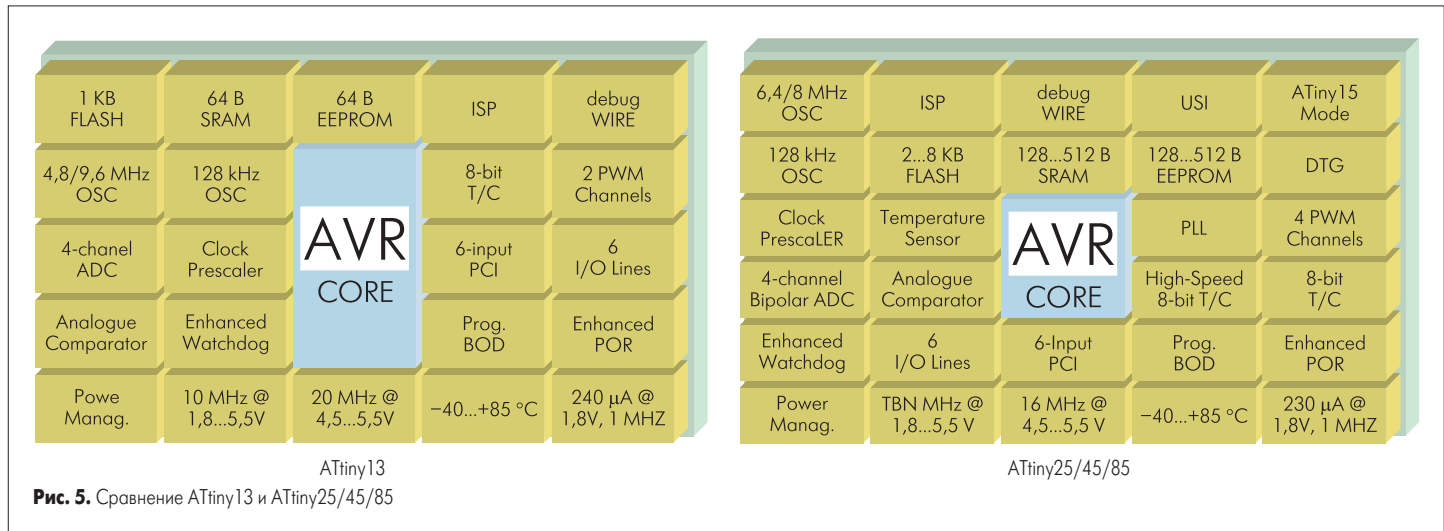 1 KB
FLASH
64 B
SRAM
64 B
EEPROM
ISP
debug
WIRE
4,8/9,6 MHz
OSC
128 kHz
OSC
8-bit
T/C
2 PWM
Channels
4-chanel
ADC
Clock
Prescaler
AVR
CORE
6-input
PCI
6
I/O Lines
Analogue
Comparator
Enhanced
Watchdog
Prog.
BOD
Enhanced
POR
Powe
Manag.
10 MHz @
1,8...5,5V
20 MHz @
4,5...5,5V
−40...+85 °C
240 µA @
1,8V, 1 MHZ
ATtiny13
6,4/8 MHz
OSC
ISP
debug
WIRE
USI
ATiny15
Mode
128 kHz
OSC
2...8 KB
FLASH
128...512 B
SRAM
128...512 B
EEPROM
DTG
Clock
PrescaLER
Temperature
Sensor
AVR
CORE
PLL
4 PWM
Channels
4-channel
Bipolar ADC
Analogue
Comparator
High-Speed
8-bit T/C
8-bit
T/C
Enhanced
Watchdog
6
I/O Lines
6-Input
PCI
Prog.
BOD
Enhanced
POR
Power
Manag.
TBN MHz @
1,8...5,5 V
16 MHz @
4,5...5,5 V
−40...+85 °C
230 µA @
1,8V, 1 MHZ
ATtiny25/45/85
Рис. 5. Сравнение ATtiny13 и ATtiny25/45/85